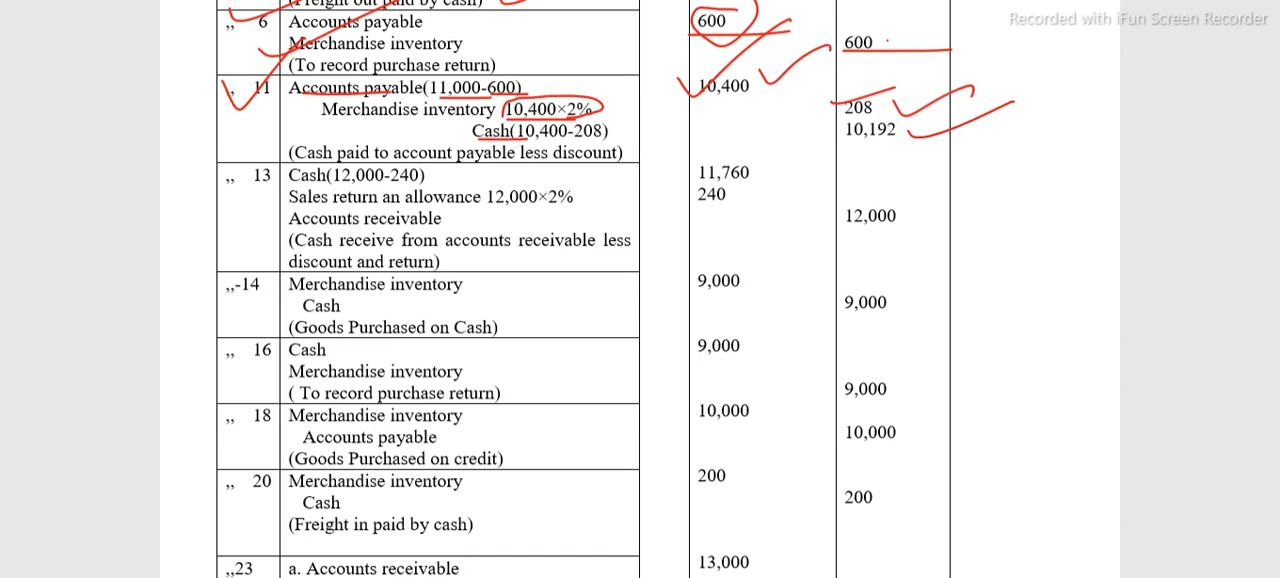 (Freight out paid by cash)
Recorded with iFun Screen Recorder
,, 6 Accounts payable 600
Merchandise inventory 600
(To record purchase return)
,, 11 Accounts payable(11,000-600) 10,400
Merchandise inventory 10,400×2% 208
Cash(10,400-208) 10,192
(Cash paid to account payable less discount)
,, 13 Cash(12,000-240) 11,760
Sales return an allowance 12,000×2% 240
Accounts receivable 12,000
(Cash receive from accounts receivable less
discount and return)
,,-14 Merchandise inventory 9,000
Cash 9,000
(Goods Purchased on Cash)
,, 16 Cash 9,000
Merchandise inventory
( To record purchase return) 9,000
,, 18 Merchandise inventory 10,000
Accounts payable 10,000
(Goods Purchased on credit)
,, 20 Merchandise inventory 200
Cash 200
(Freight in paid by cash)
,,23 a. Accounts receivable 13,000